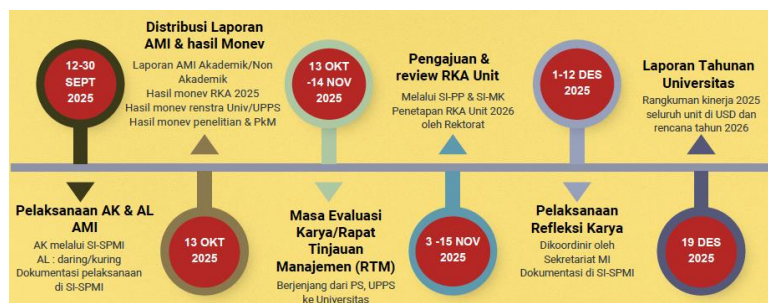 12-30
SEPT
2025
Pelaksanaan AK & AL
AMI
AK melalui SI-SPMI
AL : daring/kuring
Dokumentasi pelaksanaan
di SI-SPMI
Distribusi Laporan
AMI & hasil Monev
Laporan AMI Akademik/Non
Akademik
Hasil monev RKA 2025
Hasil monev renstra Univ/UPPS
Hasil monev penelitian & PkM
13 OKT
2025
13 OKT
-14 NOV
2025
Masa Evaluasi
Karya/Rapat
Tinjauan
Manajemen (RTM)
Berjenjang dari PS, UPPS
ke Universitas
Pengajuan &
review RKA Unit
Melalui SI-PP & SI-MK
Penetapan RKA Unit 2026
oleh Rektorat
3 -15 NOV
2025
1-12 DES
2025
Pelaksanaan
Refleksi Karya
Dikoordinir oleh
Sekretariat MI
Dokumentasi di SI-SPMI
Laporan Tahunan
Universitas
Rangkuman kinerja 2025
seluruh unit di USD dan
rencana tahun 2026
19 DES
2025